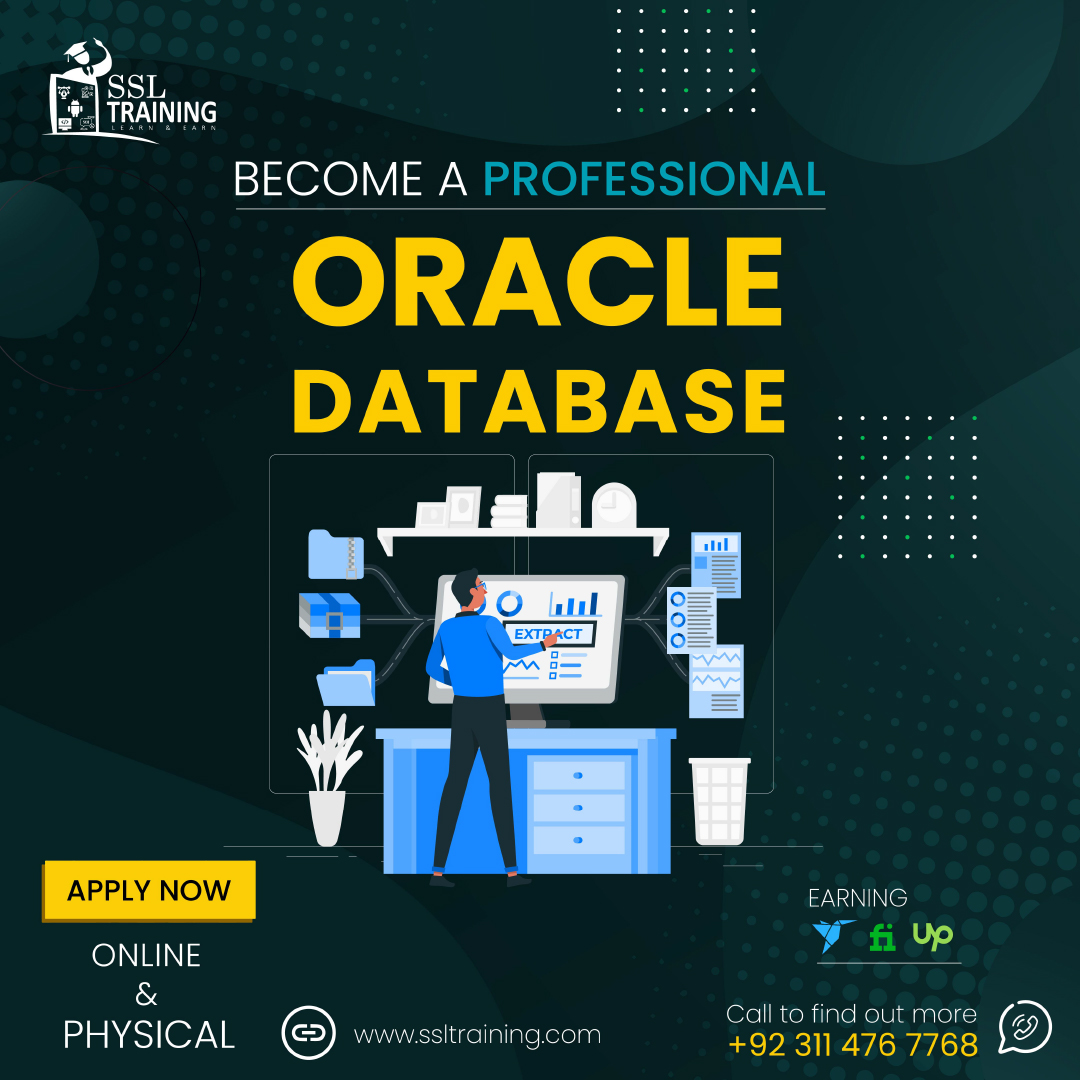 SSL
TRAINING
LEARN & EARN
BECOME A PROFESSIONAL
ORACLE
DATABASE
EXTRACT
APPLY NOW
ONLINE
&
PHYSICAL
www.ssltraining.com
EARNING
fi up
Call to find out more
+92 311 476 7768